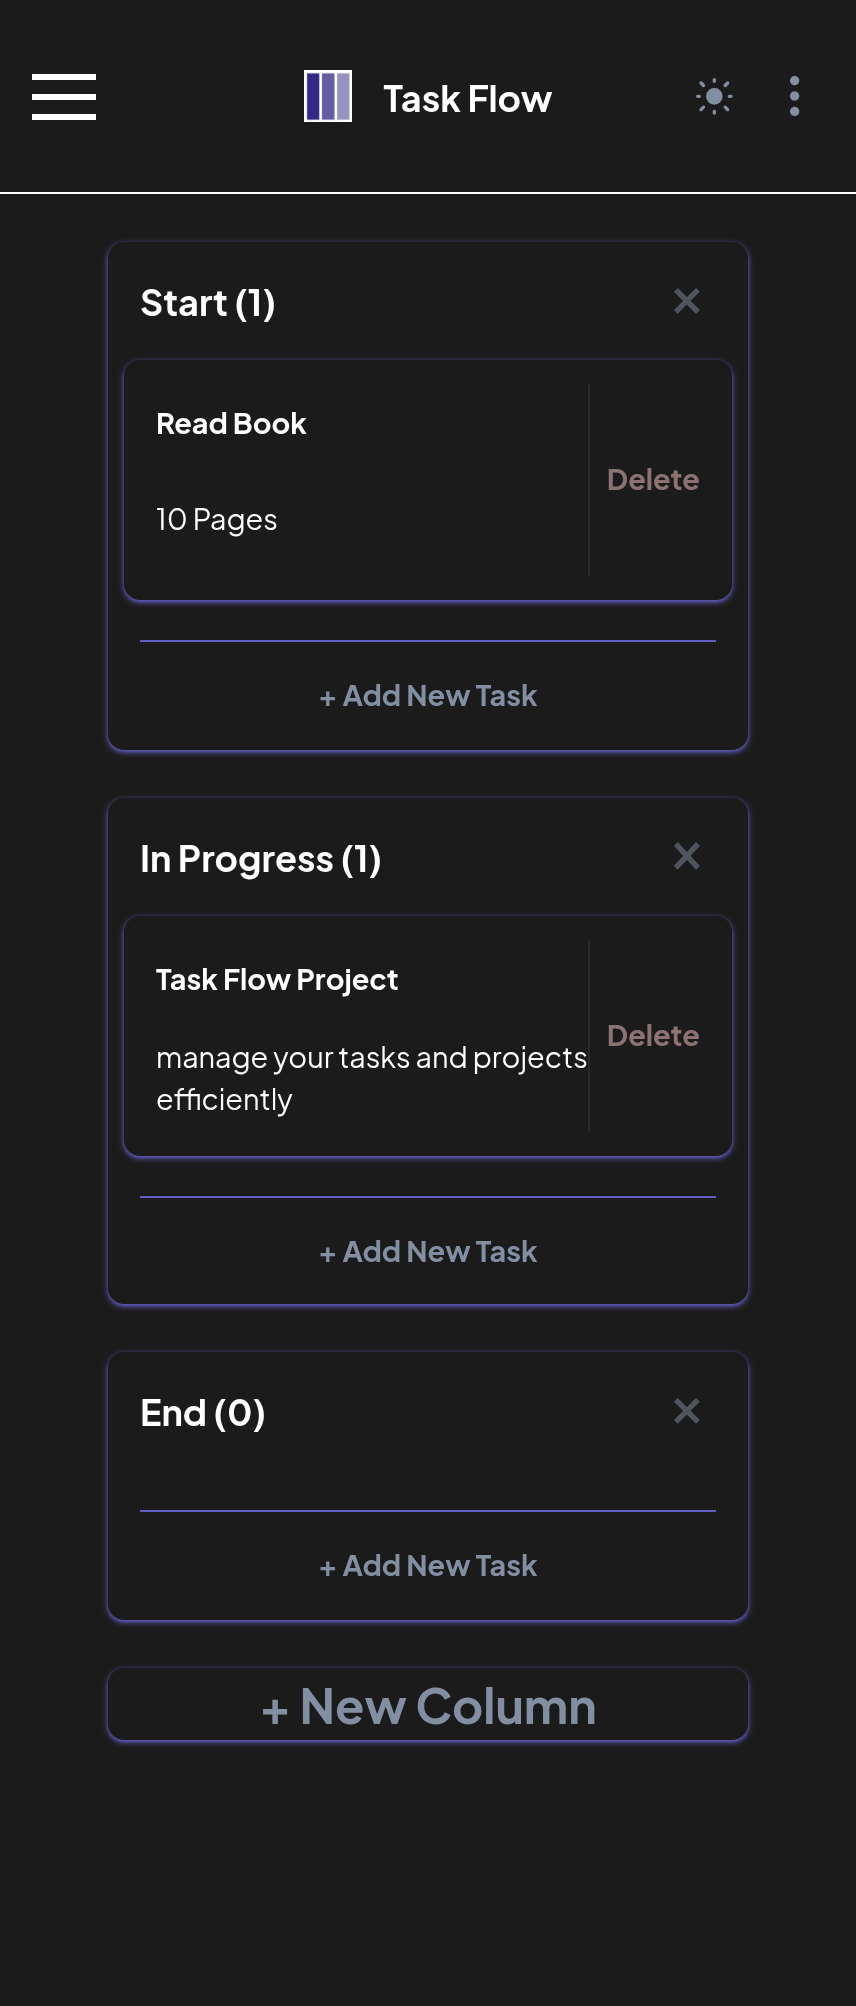 Task Flow
Start (1)
Read Book
Delete
10 Pages
+ Add New Task
In Progress (1)
Task Flow Project
Delete
manage your tasks and projects
efficiently
+ Add New Task
End (0)
+ Add New Task
+ New Column